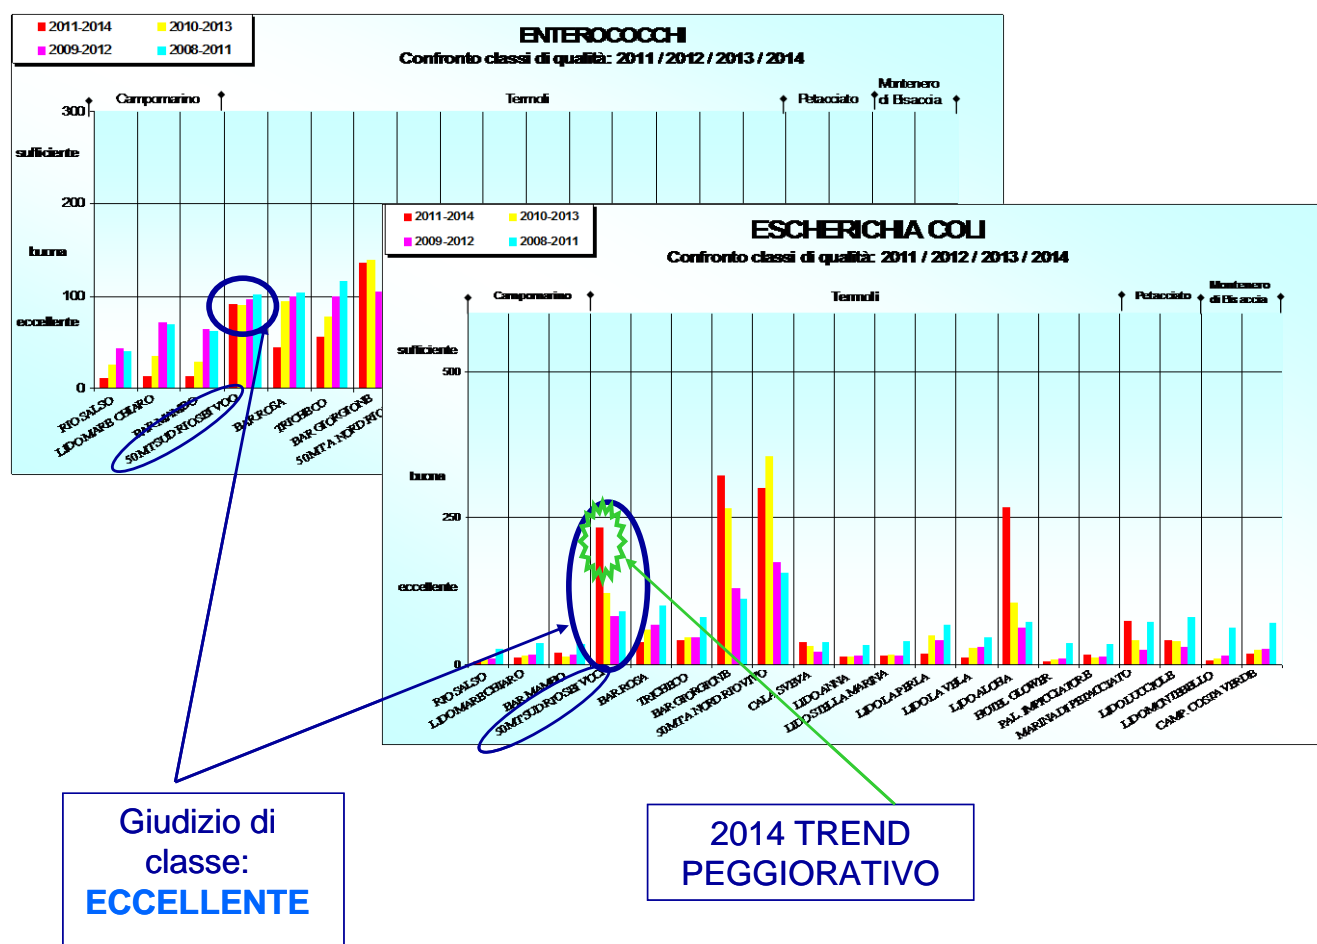 2011-2014
2010-2013
2009-2012
2008-2011
ENTEROCOCCHI
Confronto classi di qualità: 2011 / 2012 / 2013 / 2014
Campomarino
Termoli
Petacciato
Montenero
di Bisaccia
300
sufficiente
200
buona
100
eccellente
0
RIO SALSO
LIDO MARE CHIARO
BAR MAMBO
50 MT SUD RIO SEI VOCI
BAR ROSA
TRICHECO
BAR GIORGIONE
50 MT A NORD RIO
2011-2014
2010-2013
2009-2012
2008-2011
ESCHERICHIA COLI
Confronto classi di qualità: 2011 / 2012 / 2013 / 2014
Campomarino
Termoli
Petacciato
Montenero
di Bisaccia
sufficiente
500
buona
250
eccellente
0
RIO SALSO
LIDO MARE CHIARO
BAR MAMBO
50 MT SUD RIO SEI VOCI
BAR ROSA
TRICHECO
BAR GIORGIONE
50 MT A NORD RIO VIVO
CALA SVEVA
LIDO ANNA
LIDO STELLA MARINA
LIDO LA PERLA
LIDO LA VELA
LIDO ALOHA
HOTEL GLOWER
PAL. IMPICCIATORE
MARINA DI PETACCIATO
LIDO LUCCIOLE
LIDO MONTEBELLO
CAMP. COSTA VERDE
Giudizio di
classe:
ECCELLENTE
2014 TREND
PEGGIORATIVO